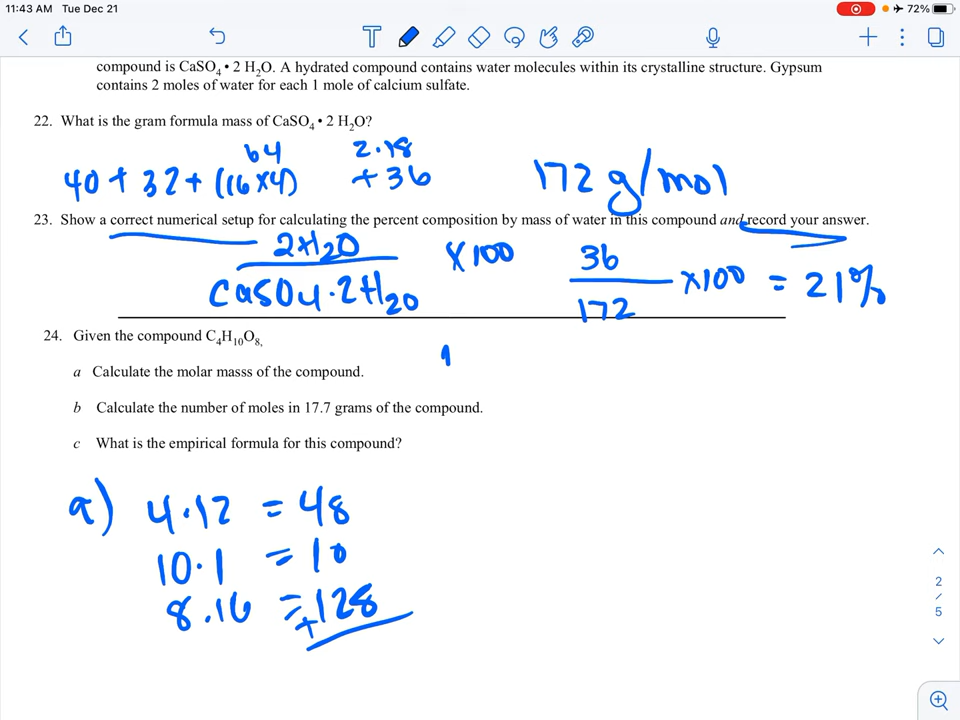 11:43 AM Tue Dec 21
72%
compound is CaSO₄ • 2 H₂O. A hydrated compound contains water molecules within its crystalline structure. Gypsum
contains 2 moles of water for each 1 mole of calcium sulfate.
22. What is the gram formula mass of CaSO₄ • 2 H₂O?
64 2·18
40 + 32 + (16×4) + 36 172 g/mol
23. Show a correct numerical setup for calculating the percent composition by mass of water in this compound and record your answer.
2H₂O ×100 36
CaSO4·2H₂O 172 ×100 = 21%
24. Given the compound C₄H₁₀O₈,
a Calculate the molar masss of the compound.
b Calculate the number of moles in 17.7 grams of the compound.
c What is the empirical formula for this compound?
a) 4·12 = 48
10·1 = 10
8·16 = +128
2
/
5